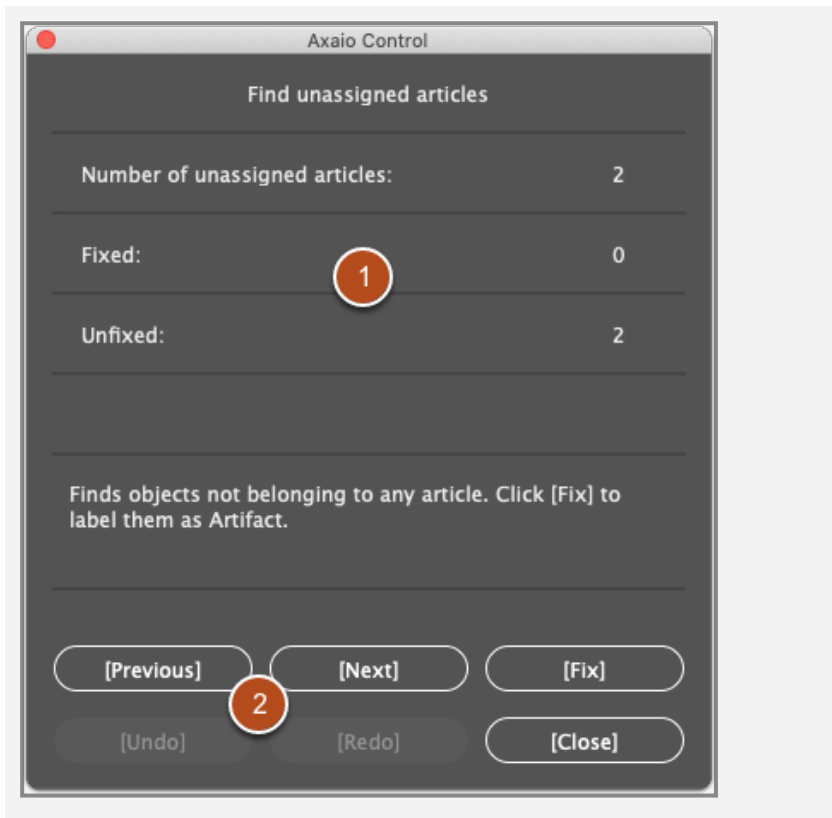 Axaio Control
Find unassigned articles
Number of unassigned articles: 2
Fixed: 0
1
Unfixed: 2
Finds objects not belonging to any article. Click [Fix] to
label them as Artifact.
[Previous] [Next] [Fix]
2
[Undo] [Redo] [Close]